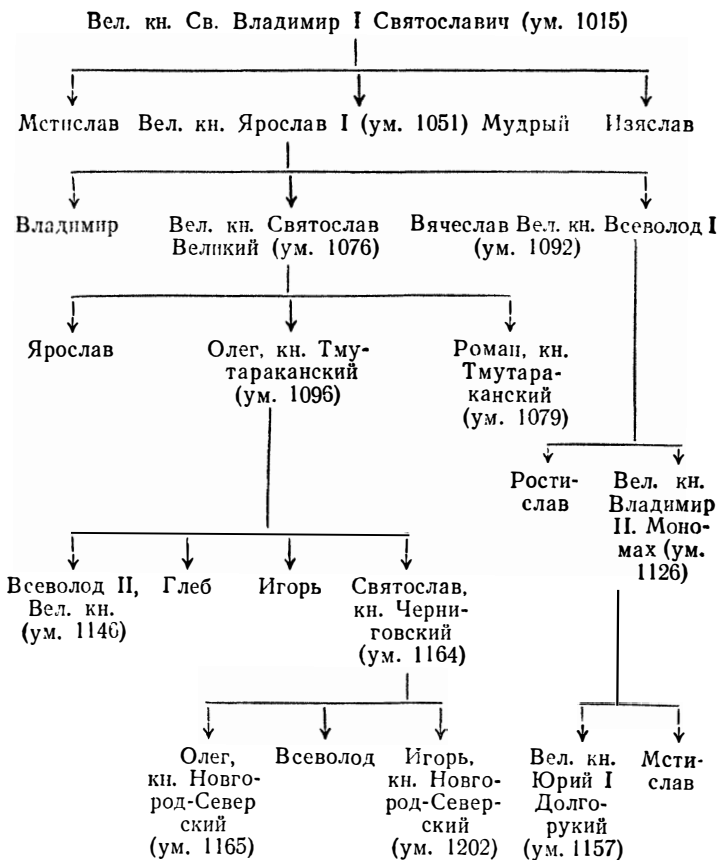 Вел. кн. Св. Владимир I Святославич (ум. 1015)
Мстислав Вел. кн. Ярослав I (ум. 1051) Мудрый Изяслав
Владимир
Вел. кн. Святослав
Великий (ум. 1076)
Вячеслав Вел. кн. Всеволод I
(ум. 1092)
Ярослав
Олег, кн. Тму-
тараканский
(ум. 1096)
Роман, кн.
Тмутара-
канский
(ум. 1079)
Рости-
слав
Вел. кн.
Владимир
II. Моно-
мах (ум.
1126)
Всеволод II,
Вел. кн.
(ум. 1146)
Глеб
Игорь
Святослав,
кн. Черни-
говский
(ум. 1164)
Олег,
кн. Новго-
род-Север
ский
(ум. 1165)
Всеволод
Игорь,
кн. Новго-
род-Север-
ский
(ум. 1202)
Вел. кн.
Юрий I
Долго-
рукий
(ум. 1157)
Мсти-
слав